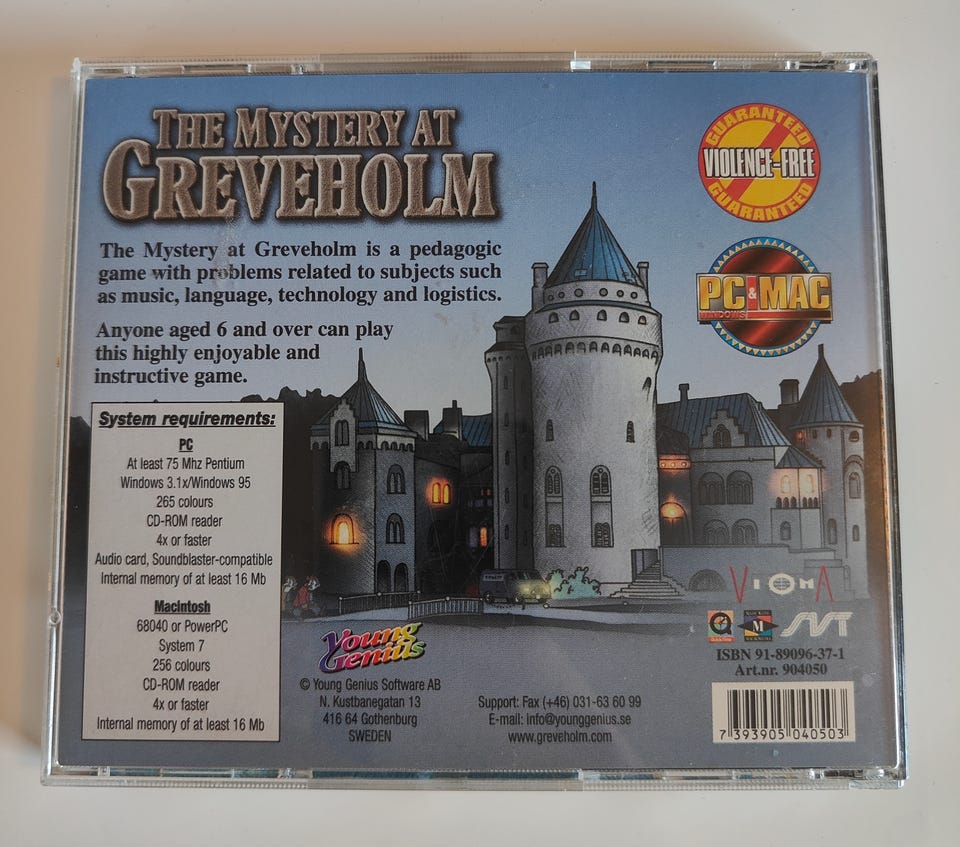 THE MYSTERY AT
GREVEHOLM
The Mystery at Greveholm is a pedagogic
game with problems related to subjects such
as music, language, technology and logistics.
Anyone aged 6 and over can play
this highly enjoyable and
instructive game.
GUARANTEED
VIOLENCE-FREE
GUARANTEED
PC & MAC
WINDOWS
System requirements:
PC
At least 75 Mhz Pentium
Windows 3.1x/Windows 95
265 colours
CD-ROM reader
4x or faster
Audio card, Soundblaster-compatible
Internal memory of at least 16 Mb
Macintosh
68040 or PowerPC
System 7
256 colours
CD-ROM reader
4x or faster
Internal memory of at least 16 Mb
Young
Genius
© Young Genius Software AB
N. Kustbanegatan 13
416 64 Gothenburg
SWEDEN
Support: Fax (+46) 031-63 60 99
E-mail: info@younggenius.se
www.greveholm.com
VIOMA
M
SVT
ISBN 91-89096-37-1
Art.nr. 904050
7 393905 040503